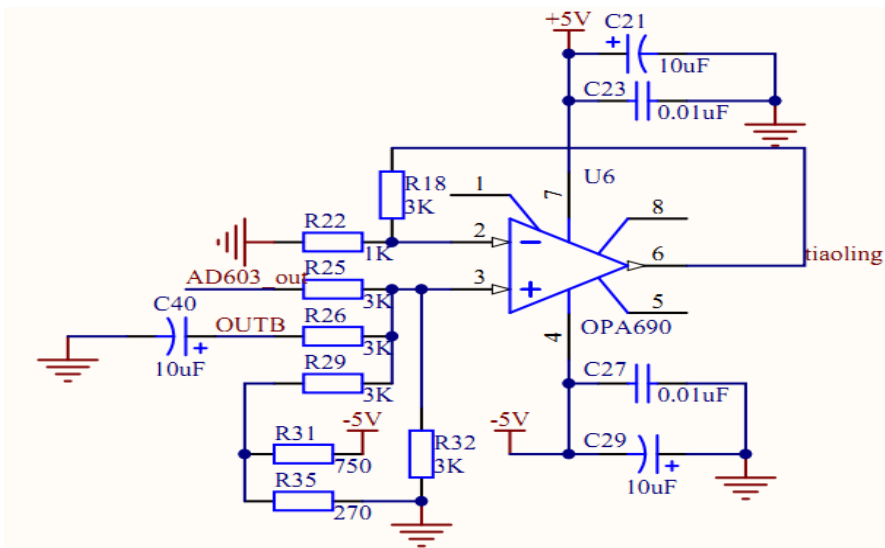 +5V
C21
10uF
C23
0.01uF
R18
3K
1
7
U6
8
R22
1K
2
6
tiaoling
AD603_out
R25
3K
3
5
C40
OUTB
R26
3K
OPA690
10uF
R29
3K
4
C27
0.01uF
-5V
-5V
R31
750
R32
3K
C29
10uF
R35
270